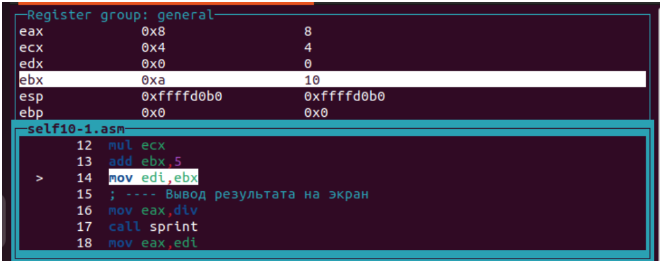 Register group: general
eax 0x8 8
ecx 0x4 4
edx 0x0 0
ebx 0xa 10
esp 0xffffd0b0 0xffffd0b0
ebp 0x0 0x0
self10-1.asm
12 mul ecx
13 add ebx,5
> 14 mov edi,ebx
15 ; ---- Вывод результата на экран
16 mov eax,div
17 call sprint
18 mov eax,edi